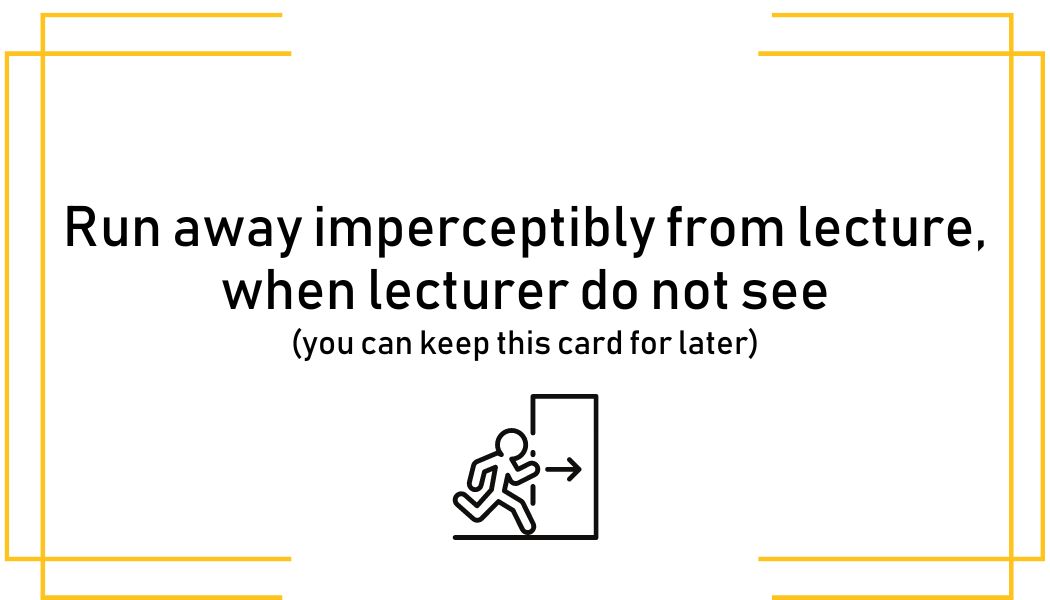 Run away imperceptibly from lecture,
when lecturer do not see
(you can keep this card for later)